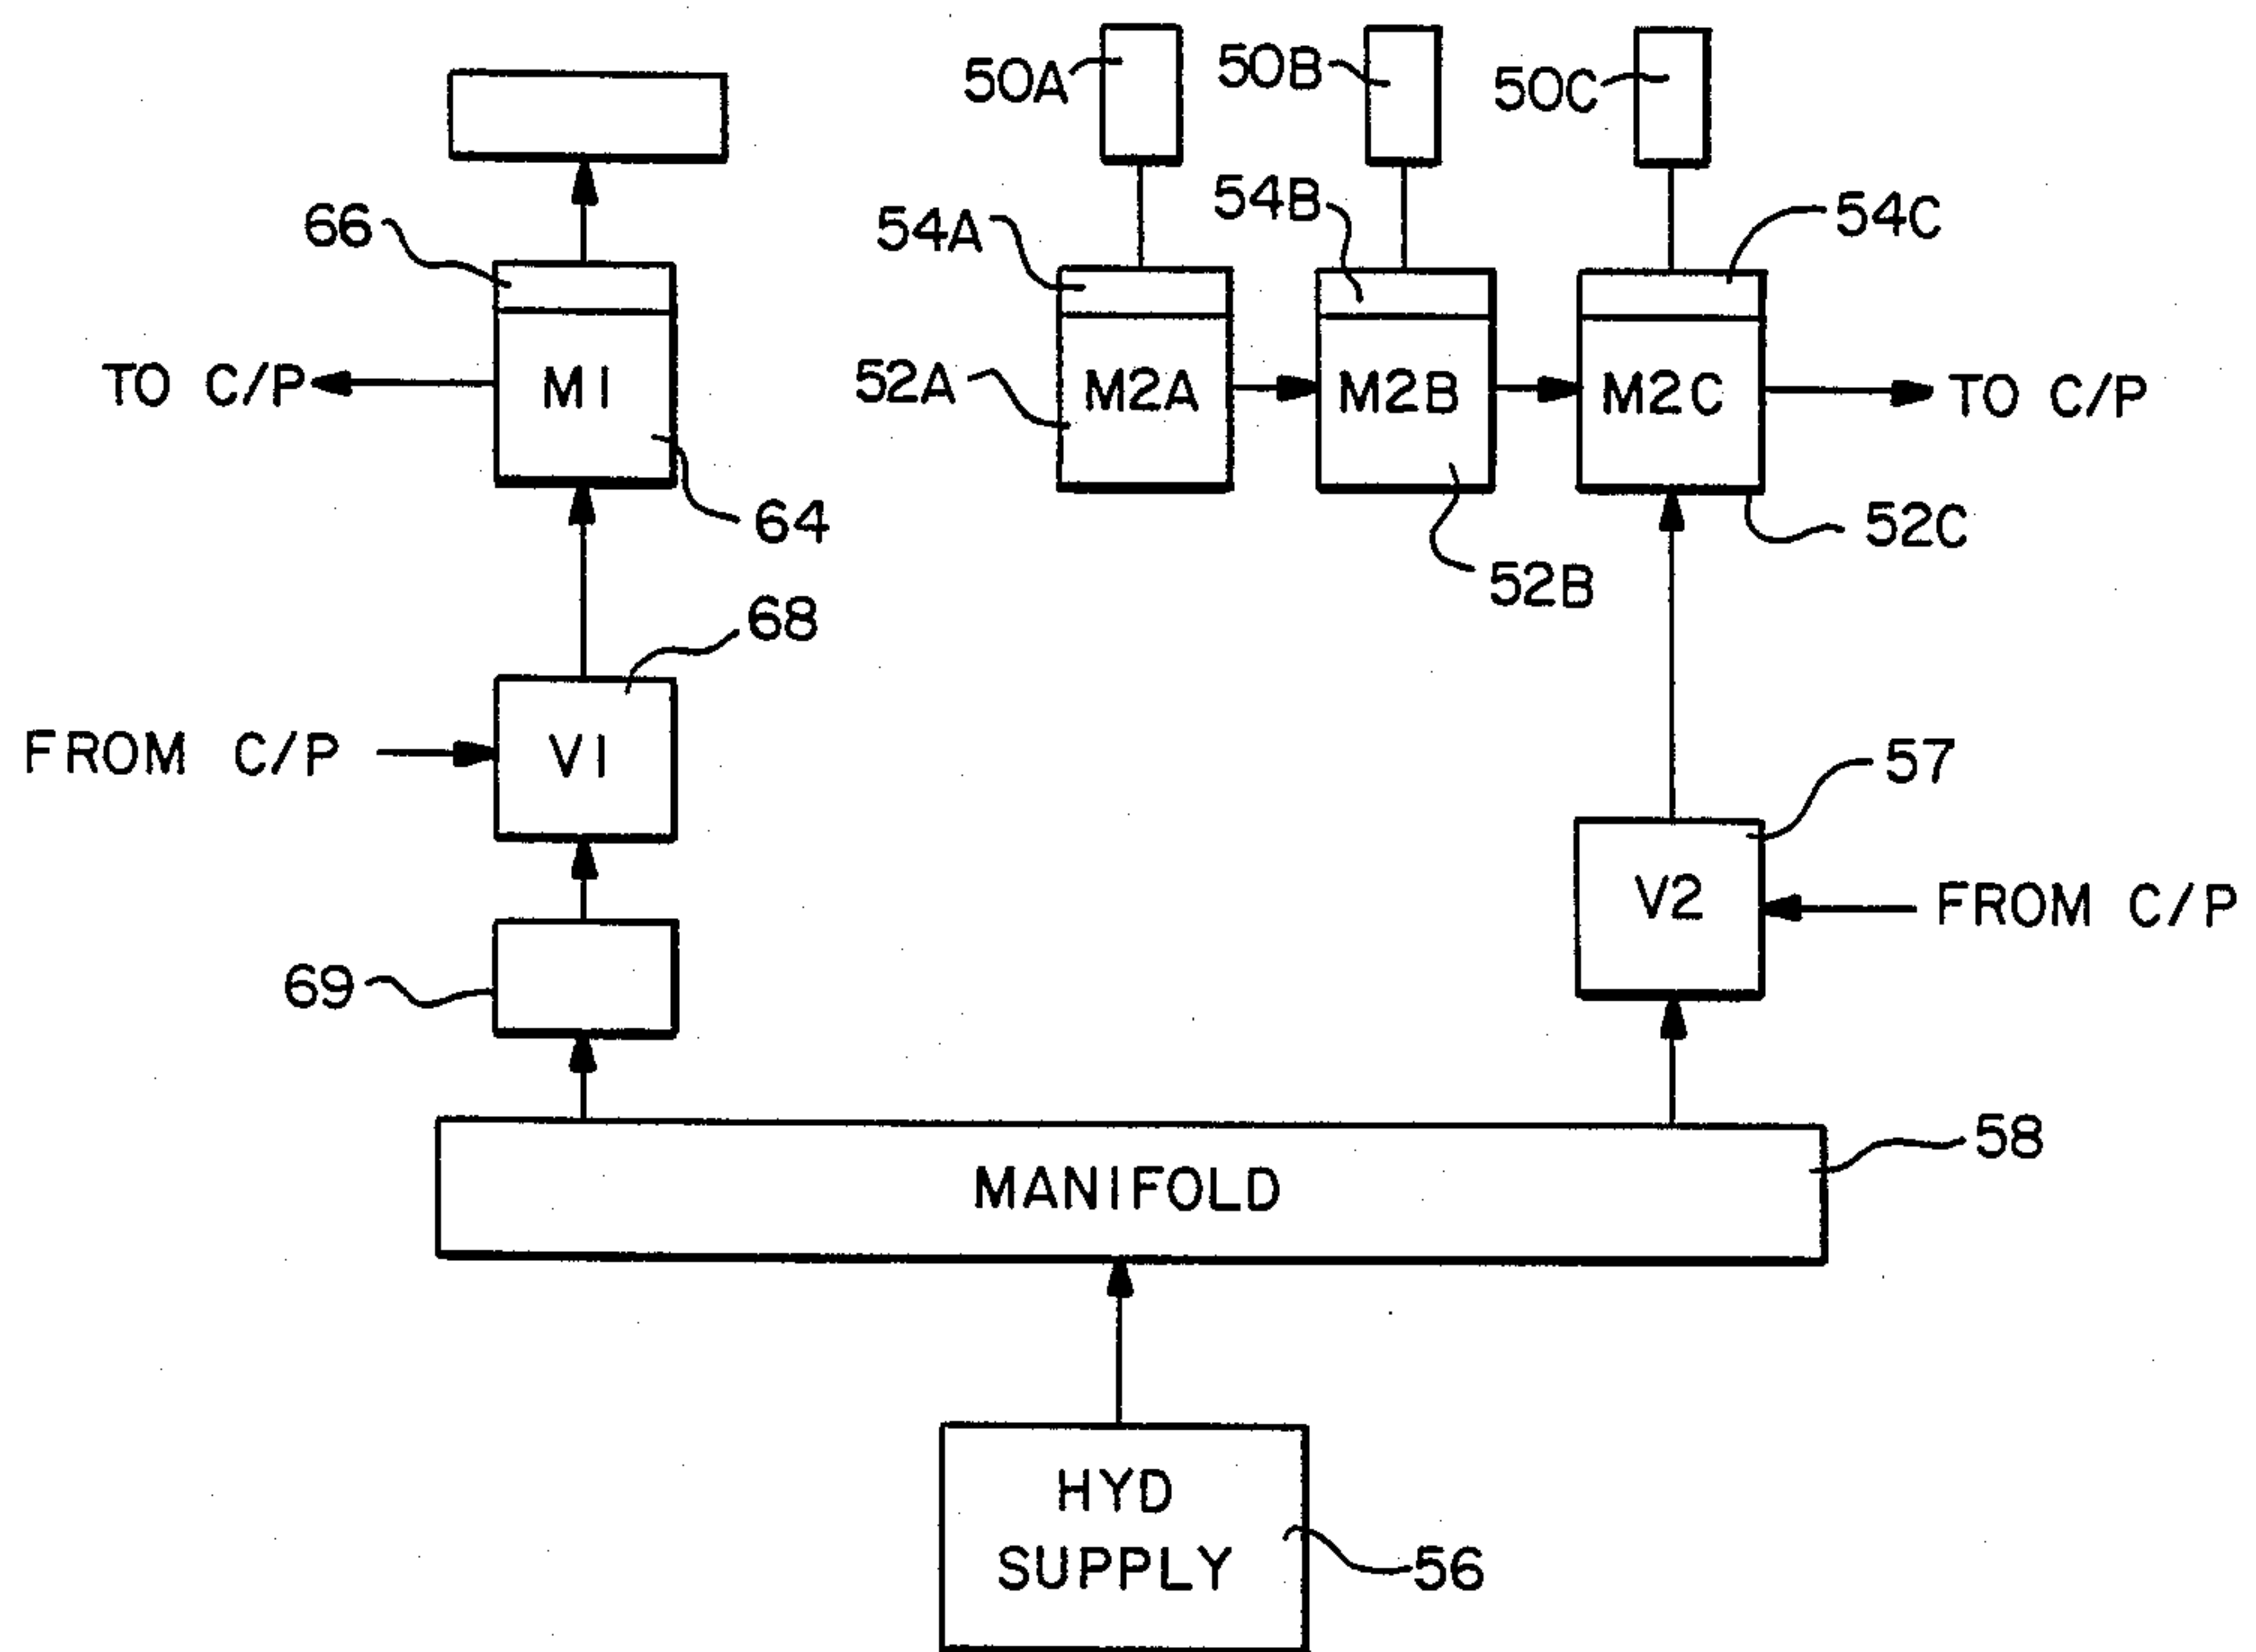 50A
50B
50C
66
54A
54B
54C
TO C/P
M1
52A
M2A
M2B
M2C
TO C/P
64
52C
52B
68
FROM C/P
V1
57
V2
FROM C/P
69
58
MANIFOLD
HYD
SUPPLY
56